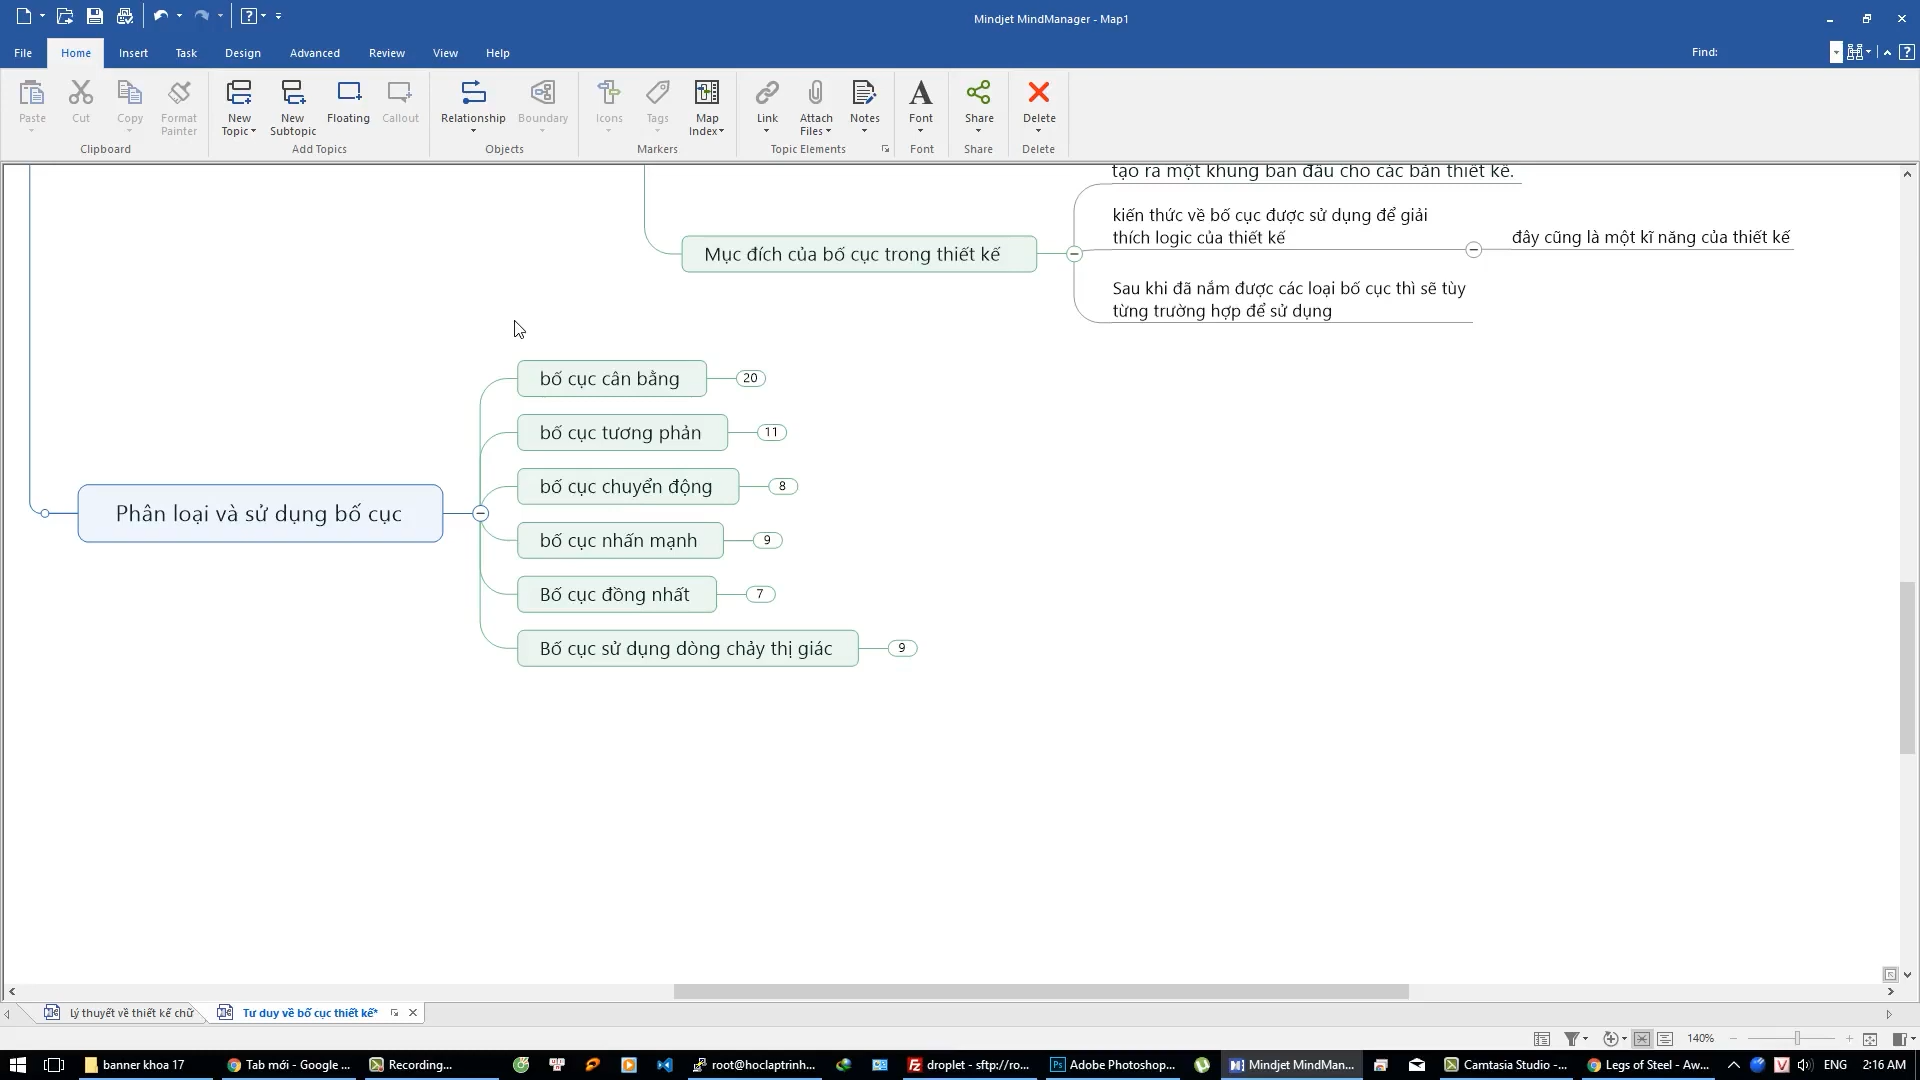 Mindjet MindManager - Map1
File Home Insert Task Design Advanced Review View Help
Find:
Paste
Cut
Copy
Format
Painter
New
Topic
New
Subtopic
Floating
Callout
Relationship
Boundary
Icons
Tags
Map
Index
Link
Attach
Files
Notes
Font
Share
Delete
Clipboard
Add Topics
Objects
Markers
Topic Elements
Font
Share
Delete
tạo ra một khung ban đầu cho các bản thiết kế.
kiến thức về bố cục được sử dụng để giải
thích logic của thiết kế
đây cũng là một kĩ năng của thiết kế
Mục đích của bố cục trong thiết kế
Sau khi đã nắm được các loại bố cục thì sẽ tùy
từng trường hợp để sử dụng
bố cục cân bằng 20
bố cục tương phản 11
bố cục chuyển động 8
Phân loại và sử dụng bố cục
bố cục nhấn mạnh 9
Bố cục đồng nhất 7
Bố cục sử dụng dòng chảy thị giác 9
Lý thuyết về thiết kế chữ
Tư duy về bố cục thiết kế*
140%
banner khoa 17
Tab mới - Google ...
Recording...
root@hoclaptrinh...
droplet - sftp://ro...
Adobe Photoshop...
Mindjet MindMan...
Camtasia Studio -...
Legs of Steel - Aw...
ENG
2:16 AM